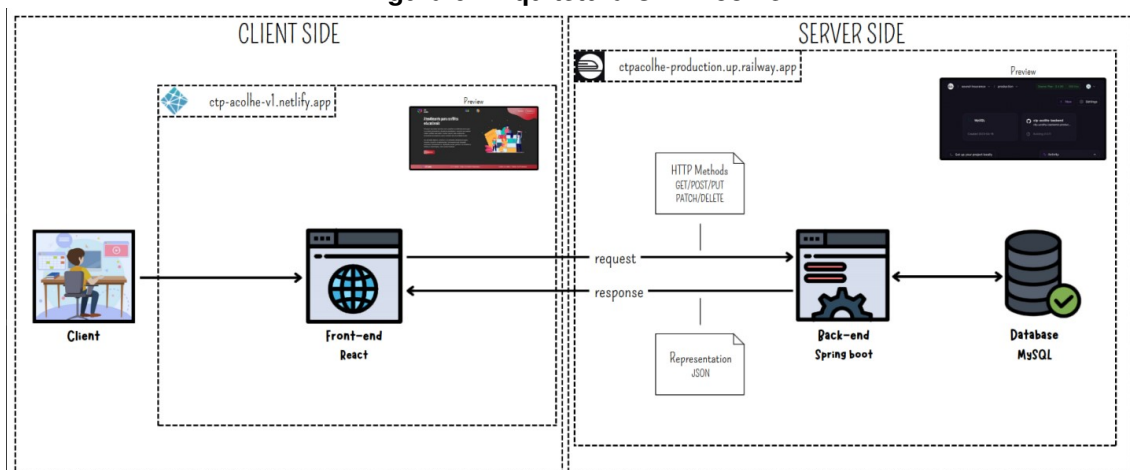 CLIENT SIDE
SERVER SIDE
ctp-acolhe-v1.netlify.app
Preview
ctpacolhe-production.up.railway.app
Preview
HTTP Methods
GET/POST/PUT
PATCH/DELETE
request
response
Client
Front-end
React
Back-end
Spring boot
Database
MySQL
Representation
JSON